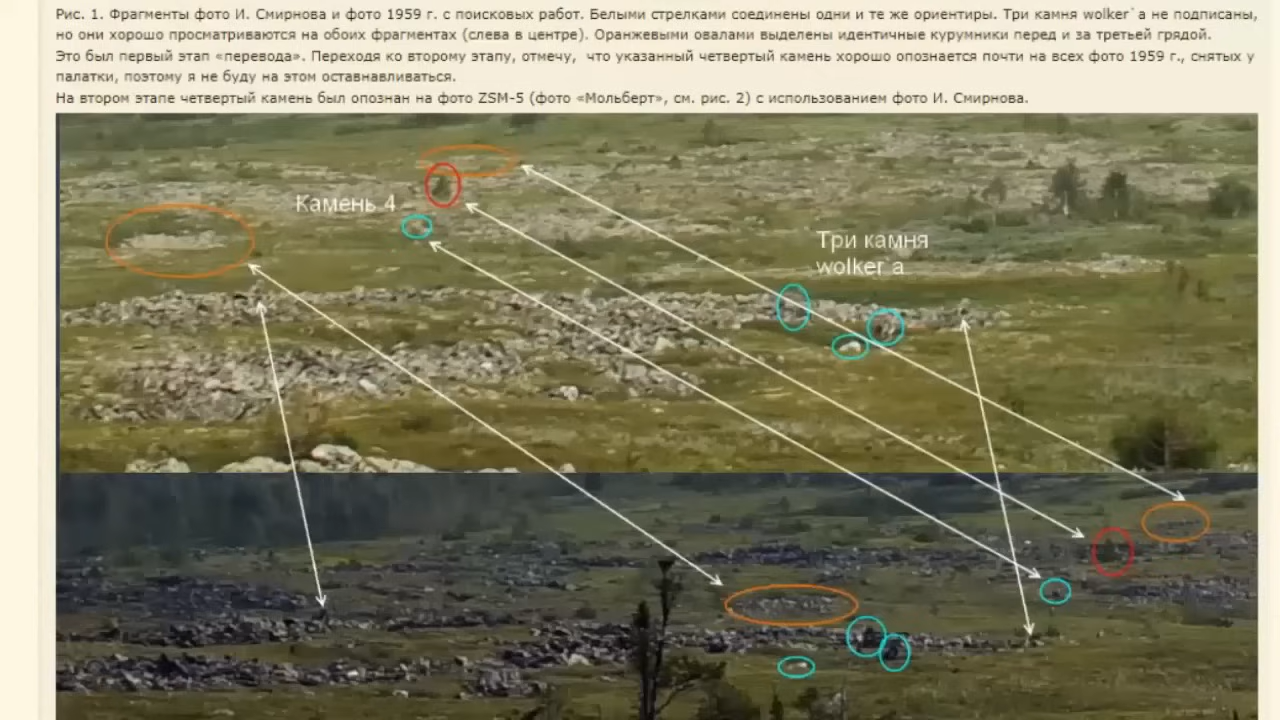 Рис. 1. Фрагменты фото И. Смирнова и фото 1959 г. с поисковых работ. Белыми стрелками соединены одни и те же ориентиры. Три камня wolker`a не подписаны,
но они хорошо просматриваются на обоих фрагментах (слева в центре). Оранжевыми овалами выделены идентичные курумники перед и за третьей грядой.
Это был первый этап «перевода». Переходя ко второму этапу, отмечу, что указанный четвертый камень хорошо опознается почти на всех фото 1959 г., снятых у
палатки, поэтому я не буду на этом оставнавливаться.
На втором этапе четвертый камень был опознан на фото ZSM-5 (фото «Мольберт», см. рис. 2) с использованием фото И. Смирнова.
Камень 4
Три камня
wolker`a